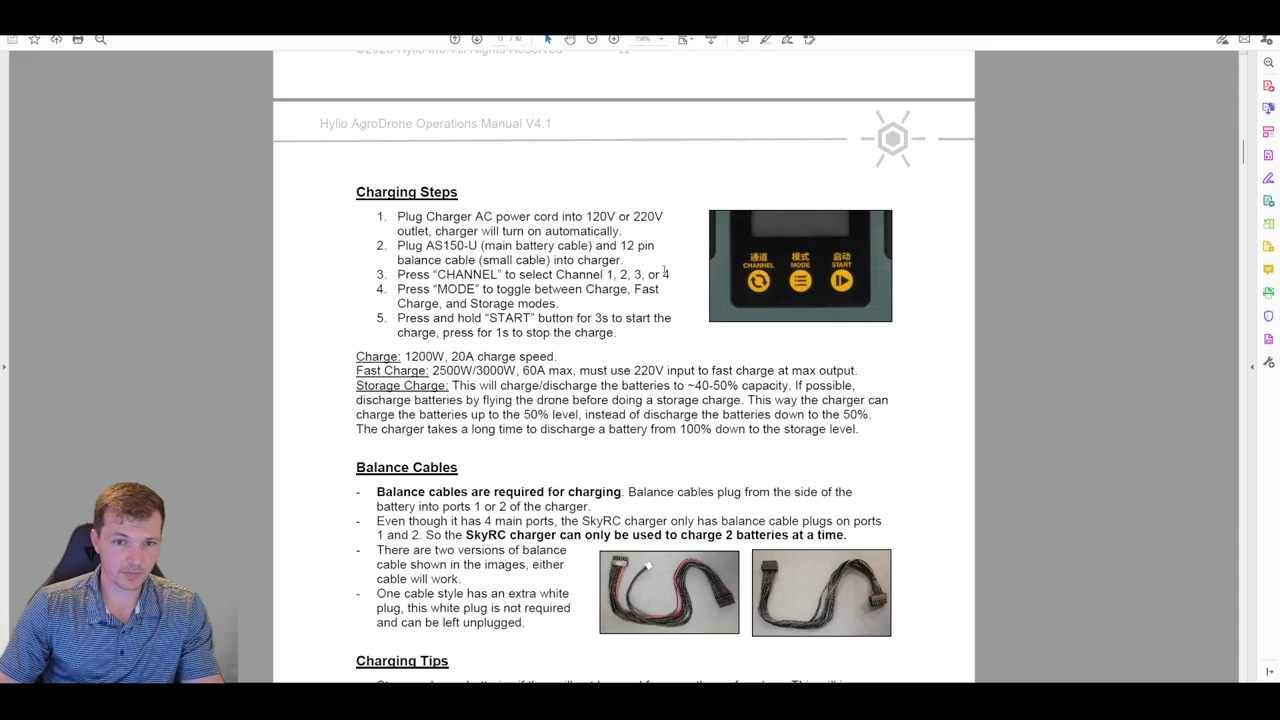 13 / 92
150%
©2023 Hylio Inc. All Rights Reserved 12
Hylio AgroDrone Operations Manual V4.1
Charging Steps
1. Plug Charger AC power cord into 120V or 220V
outlet, charger will turn on automatically.
2. Plug AS150-U (main battery cable) and 12 pin
balance cable (small cable) into charger.
3. Press “CHANNEL” to select Channel 1, 2, 3, or 4
4. Press “MODE” to toggle between Charge, Fast
Charge, and Storage modes.
5. Press and hold “START” button for 3s to start the
charge, press for 1s to stop the charge.
通道 模式 启动
CHANNEL MODE START
Charge: 1200W, 20A charge speed.
Fast Charge: 2500W/3000W, 60A max, must use 220V input to fast charge at max output.
Storage Charge: This will charge/discharge the batteries to ~40-50% capacity. If possible,
discharge batteries by flying the drone before doing a storage charge. This way the charger can
charge the batteries up to the 50% level, instead of discharge the batteries down to the 50%.
The charger takes a long time to discharge a battery from 100% down to the storage level.
Balance Cables
- Balance cables are required for charging. Balance cables plug from the side of the
battery into ports 1 or 2 of the charger.
- Even though it has 4 main ports, the SkyRC charger only has balance cable plugs on ports
1 and 2. So the SkyRC charger can only be used to charge 2 batteries at a time.
- There are two versions of balance
cable shown in the images, either
cable will work.
- One cable style has an extra white
plug, this white plug is not required
and can be left unplugged.
Charging Tips